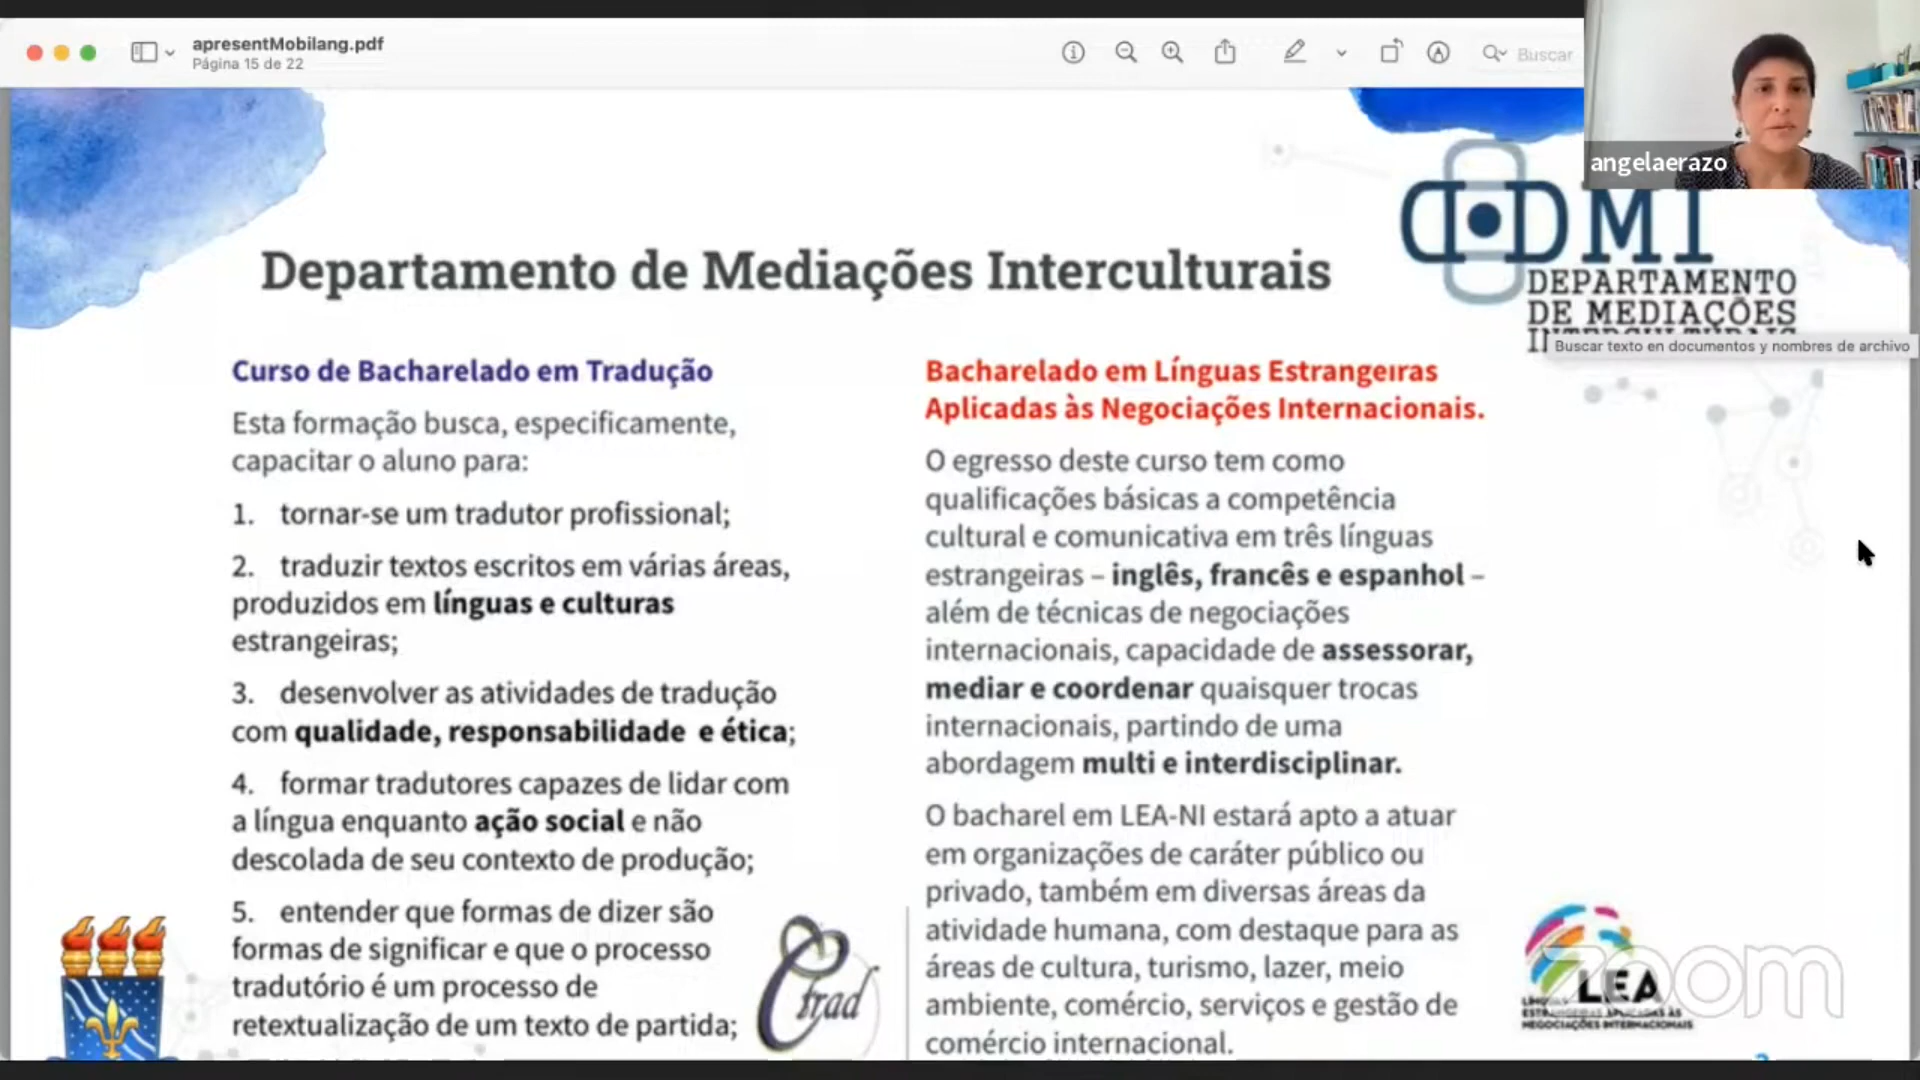 apresentMobilang.pdf
Página 15 de 22
Buscar
angelaerazo
Departamento de Mediações Interculturais
DMI
DEPARTAMENTO
DE MEDIAÇÕES
INTERCULTURAIS
Buscar texto en documentos y nombres de archivo
Curso de Bacharelado em Tradução
Esta formação busca, especificamente,
capacitar o aluno para:
1. tornar-se um tradutor profissional;
2. traduzir textos escritos em várias áreas,
produzidos em línguas e culturas
estrangeiras;
3. desenvolver as atividades de tradução
com qualidade, responsabilidade e ética;
4. formar tradutores capazes de lidar com
a língua enquanto ação social e não
descolada de seu contexto de produção;
5. entender que formas de dizer são
formas de significar e que o processo
tradutório é um processo de
retextualização de um texto de partida;
Ctrad
Bacharelado em Línguas Estrangeiras
Aplicadas às Negociações Internacionais.
O egresso deste curso tem como
qualificações básicas a competência
cultural e comunicativa em três línguas
estrangeiras – inglês, francês e espanhol –
além de técnicas de negociações
internacionais, capacidade de assessorar,
mediar e coordenar quaisquer trocas
internacionais, partindo de uma
abordagem multi e interdisciplinar.
O bacharel em LEA-NI estará apto a atuar
em organizações de caráter público ou
privado, também em diversas áreas da
atividade humana, com destaque para as
áreas de cultura, turismo, lazer, meio
ambiente, comércio, serviços e gestão de
comércio internacional.
LEA
LÍNGUAS
ESTRANGEIRAS APLICADAS ÀS
NEGOCIAÇÕES INTERNACIONAIS
zoom